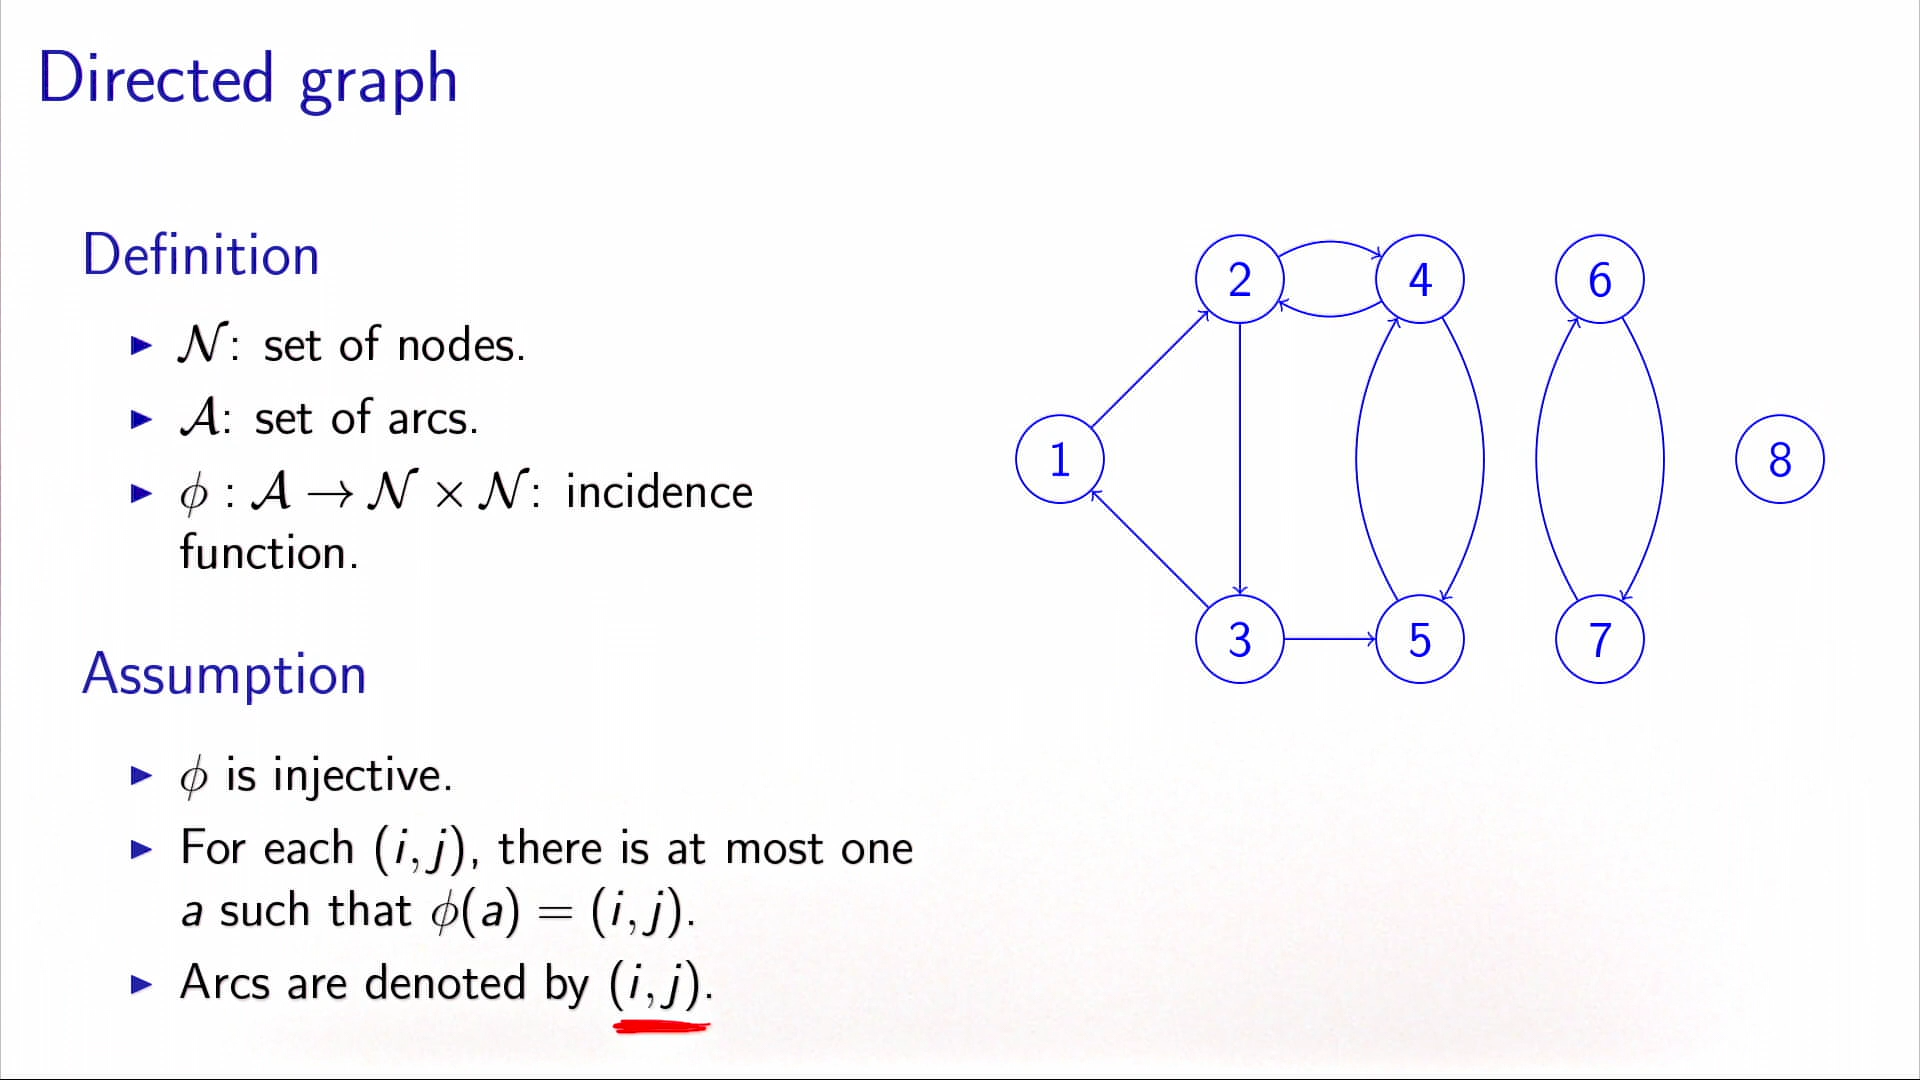 Directed graph
Definition
▶ 𝒩: set of nodes.
▶ 𝒜: set of arcs.
▶ ϕ : 𝒜 → 𝒩 × 𝒩: incidence
function.
Assumption
▶ ϕ is injective.
▶ For each (i, j), there is at most one
a such that ϕ(a) = (i, j).
▶ Arcs are denoted by (i, j).
2 4 6
1 8
3 5 7